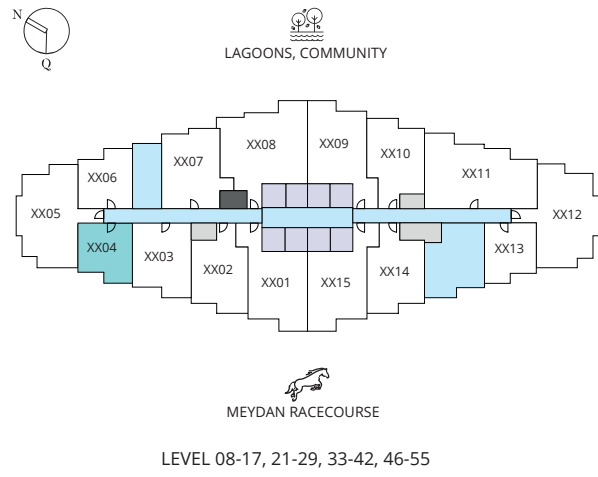 N
Q
LAGOONS, COMMUNITY
XX08
XX09
XX10
XX07
XX11
XX06
XX05
XX12
XX04
XX03
XX13
XX02
XX14
XX01
XX15
MEYDAN RACECOURSE
LEVEL 08-17, 21-29, 33-42, 46-55